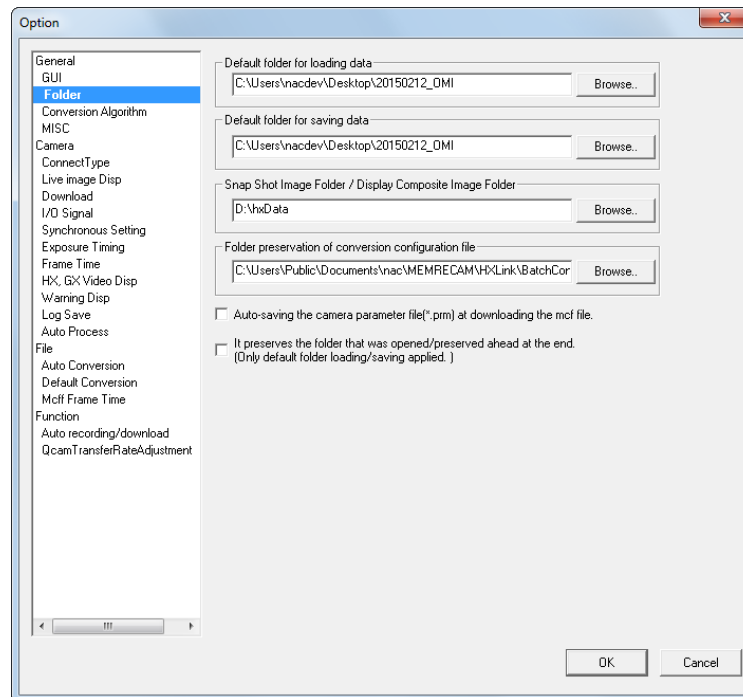 Option
General
GUI
Folder
Conversion Algorithm
MISC
Camera
ConnectType
Live image Disp
Download
I/O Signal
Synchronous Setting
Exposure Timing
Frame Time
HX, GX Video Disp
Warning Disp
Log Save
Auto Process
File
Auto Conversion
Default Conversion
Mcff Frame Time
Function
Auto recording/download
QcamTransferRateAdjustment
Default folder for loading data
C:\Users\nacdev\Desktop\20150212_OMI
Browse..
Default folder for saving data
C:\Users\nacdev\Desktop\20150212_OMI
Browse..
Snap Shot Image Folder / Display Composite Image Folder
D:\hxData
Browse..
Folder preservation of conversion configuration file
C:\Users\Public\Documents\nac\MEMRECAM\HXLink\BatchCor
Browse..
Auto-saving the camera parameter file(*.prm) at downloading the mcf file.
It preserves the folder that was opened/preserved ahead at the end.
(Only default folder loading/saving applied. )
OK
Cancel